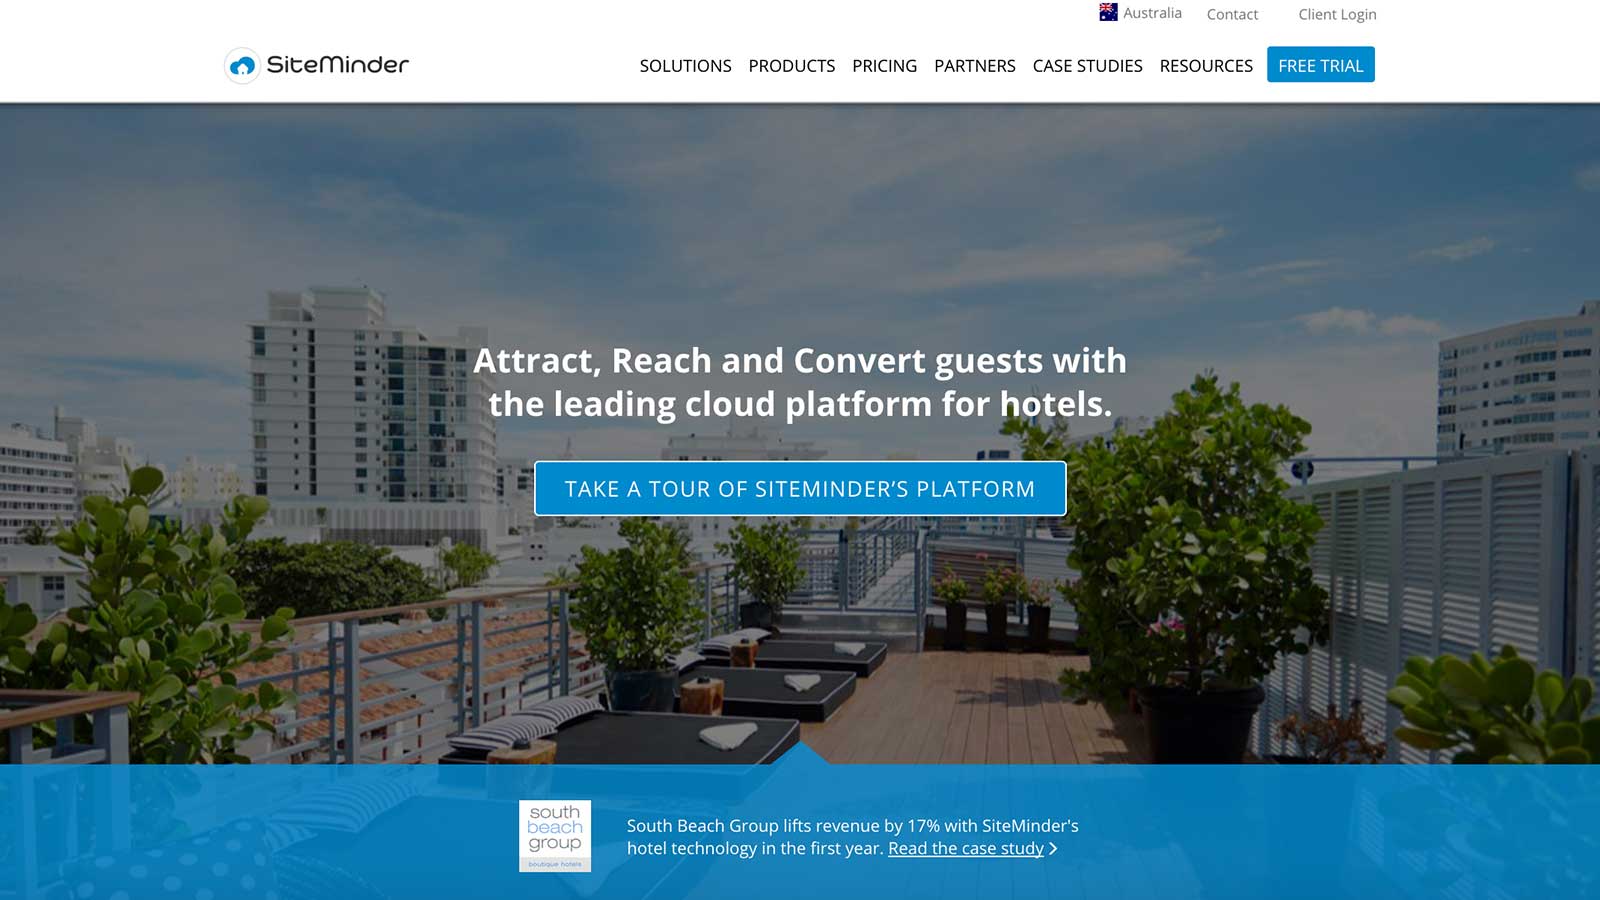 Australia Contact Client Login
SiteMinder
SOLUTIONS PRODUCTS PRICING PARTNERS CASE STUDIES RESOURCES FREE TRIAL
Attract, Reach and Convert guests with
the leading cloud platform for hotels.
TAKE A TOUR OF SITEMINDER’S PLATFORM
south
beach
group
boutique hotels
South Beach Group lifts revenue by 17% with SiteMinder's
hotel technology in the first year. Read the case study